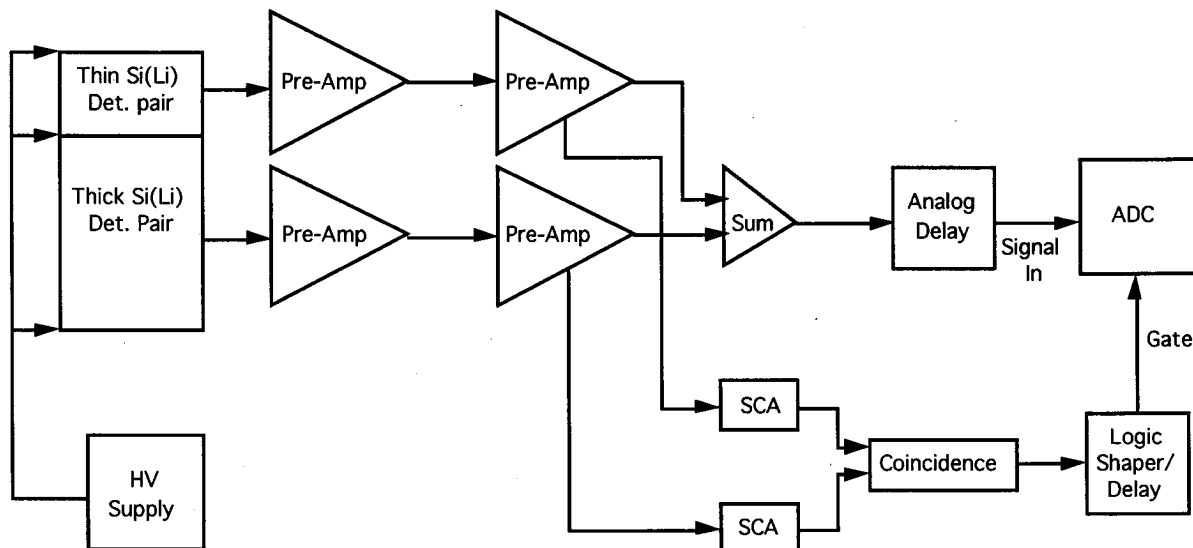 Thin Si(Li)
Det. pair
Pre-Amp
Pre-Amp
Thick Si(Li)
Det. Pair
Pre-Amp
Pre-Amp
Sum
Analog
Delay
Signal
In
ADC
Gate
SCA
SCA
Coincidence
Logic
Shaper/
Delay
HV
Supply